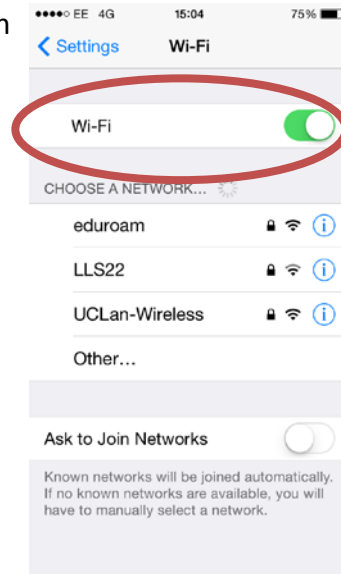 EE 4G 15:04 75%
Settings Wi-Fi
Wi-Fi
CHOOSE A NETWORK...
eduroam
LLS22
UCLan-Wireless
Other...
Ask to Join Networks
Known networks will be joined automatically.
If no known networks are available, you will
have to manually select a network.